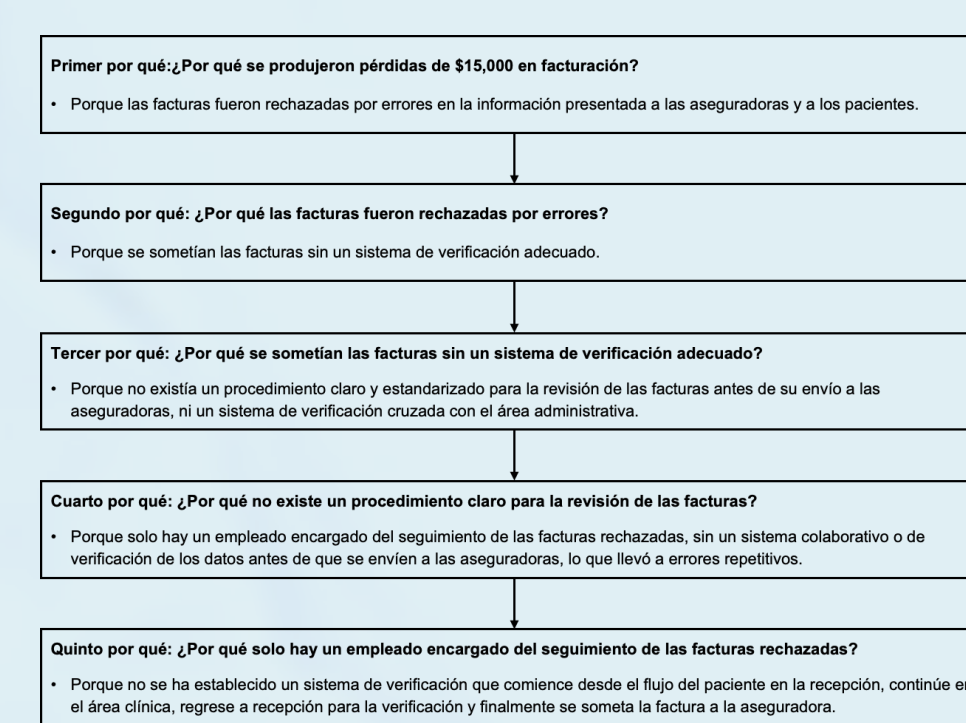 Primer por qué:¿Por qué se produjeron pérdidas de $15,000 en facturación?
• Porque las facturas fueron rechazadas por errores en la información presentada a las aseguradoras y a los pacientes.
Segundo por qué: ¿Por qué las facturas fueron rechazadas por errores?
• Porque se sometían las facturas sin un sistema de verificación adecuado.
Tercer por qué: ¿Por qué se sometían las facturas sin un sistema de verificación adecuado?
• Porque no existía un procedimiento claro y estandarizado para la revisión de las facturas antes de su envío a las
aseguradoras, ni un sistema de verificación cruzada con el área administrativa.
Cuarto por qué: ¿Por qué no existe un procedimiento claro para la revisión de las facturas?
• Porque solo hay un empleado encargado del seguimiento de las facturas rechazadas, sin un sistema colaborativo o de
verificación de los datos antes de que se envíen a las aseguradoras, lo que llevó a errores repetitivos.
Quinto por qué: ¿Por qué solo hay un empleado encargado del seguimiento de las facturas rechazadas?
• Porque no se ha establecido un sistema de verificación que comience desde el flujo del paciente en la recepción, continúe
el área clínica, regrese a recepción para la verificación y finalmente se someta la factura a la aseguradora.